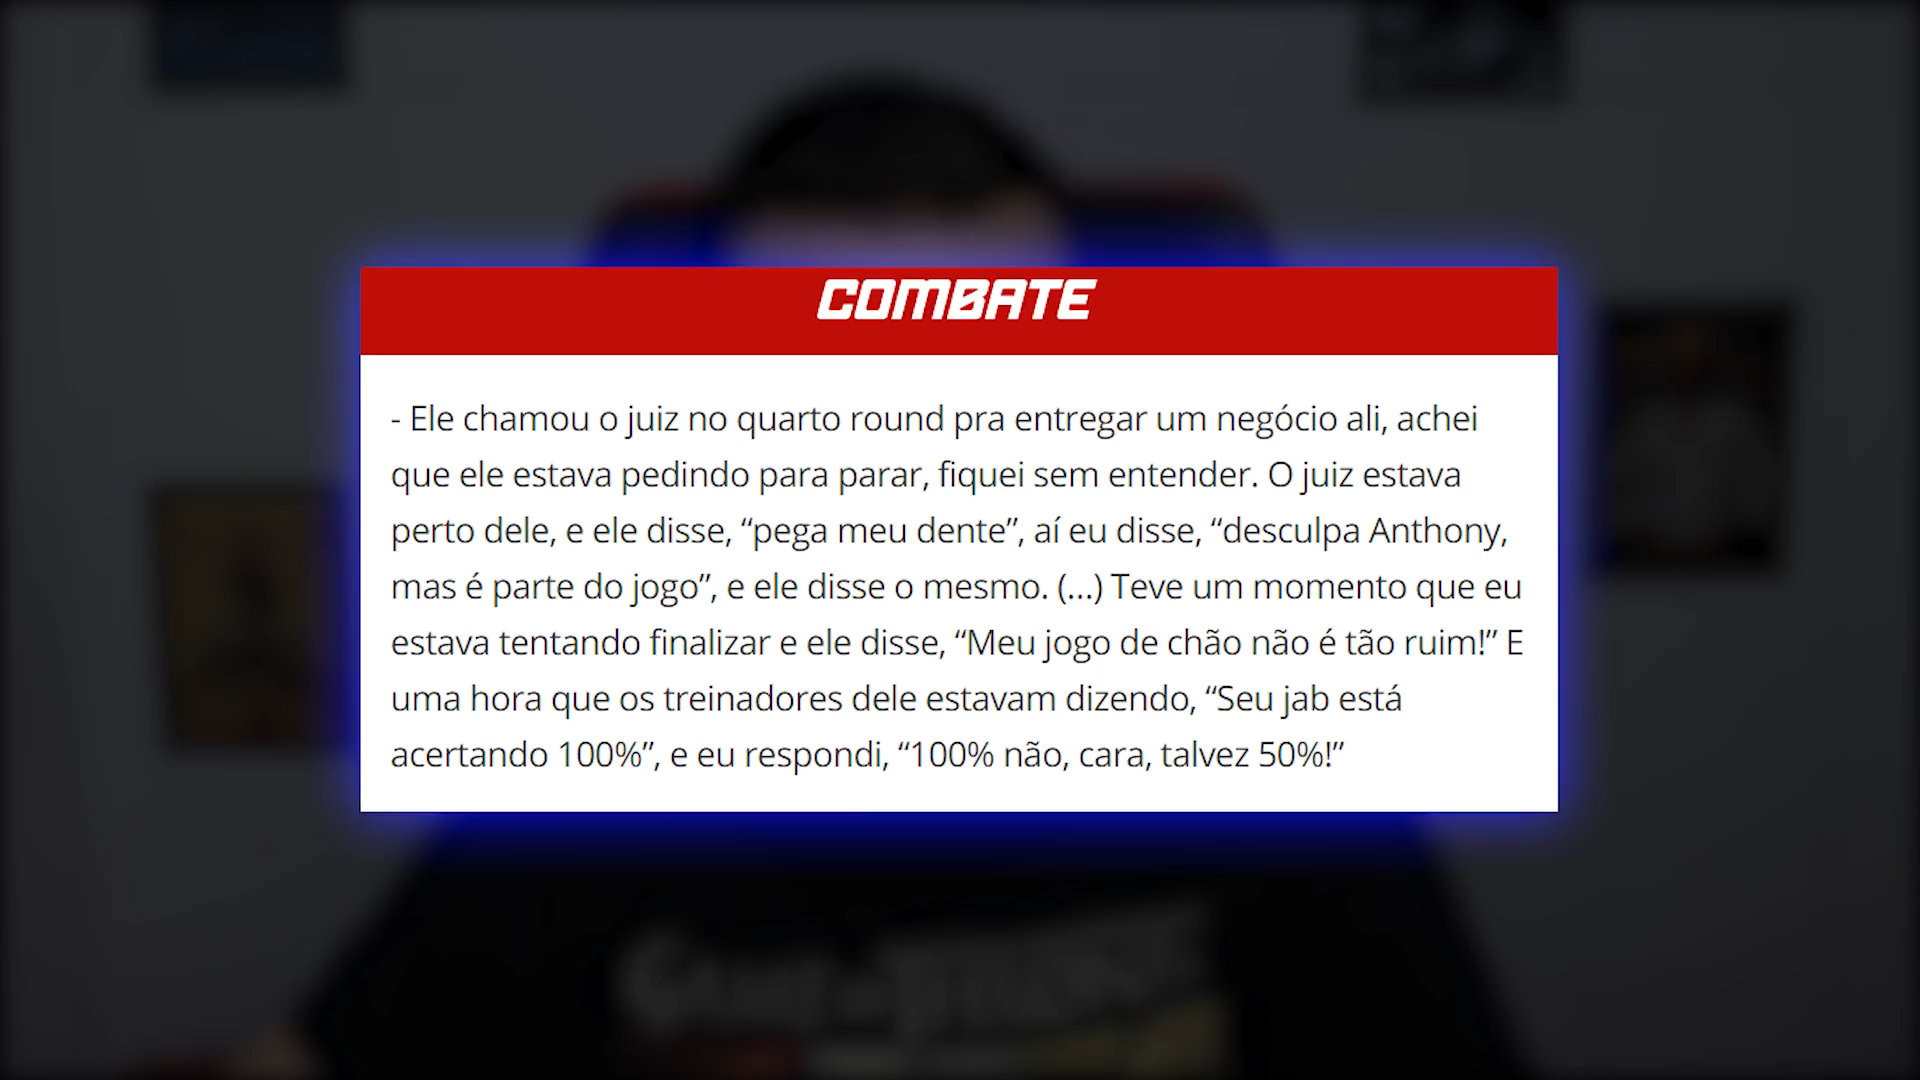 COMBATE
- Ele chamou o juiz no quarto round pra entregar um negócio ali, achei
que ele estava pedindo para parar, fiquei sem entender. O juiz estava
perto dele, e ele disse, “pega meu dente”, aí eu disse, “desculpa Anthony,
mas é parte do jogo”, e ele disse o mesmo. (...) Teve um momento que eu
estava tentando finalizar e ele disse, “Meu jogo de chão não é tão ruim!” E
uma hora que os treinadores dele estavam dizendo, “Seu jab está
acertando 100%”, e eu respondi, “100% não, cara, talvez 50%!”